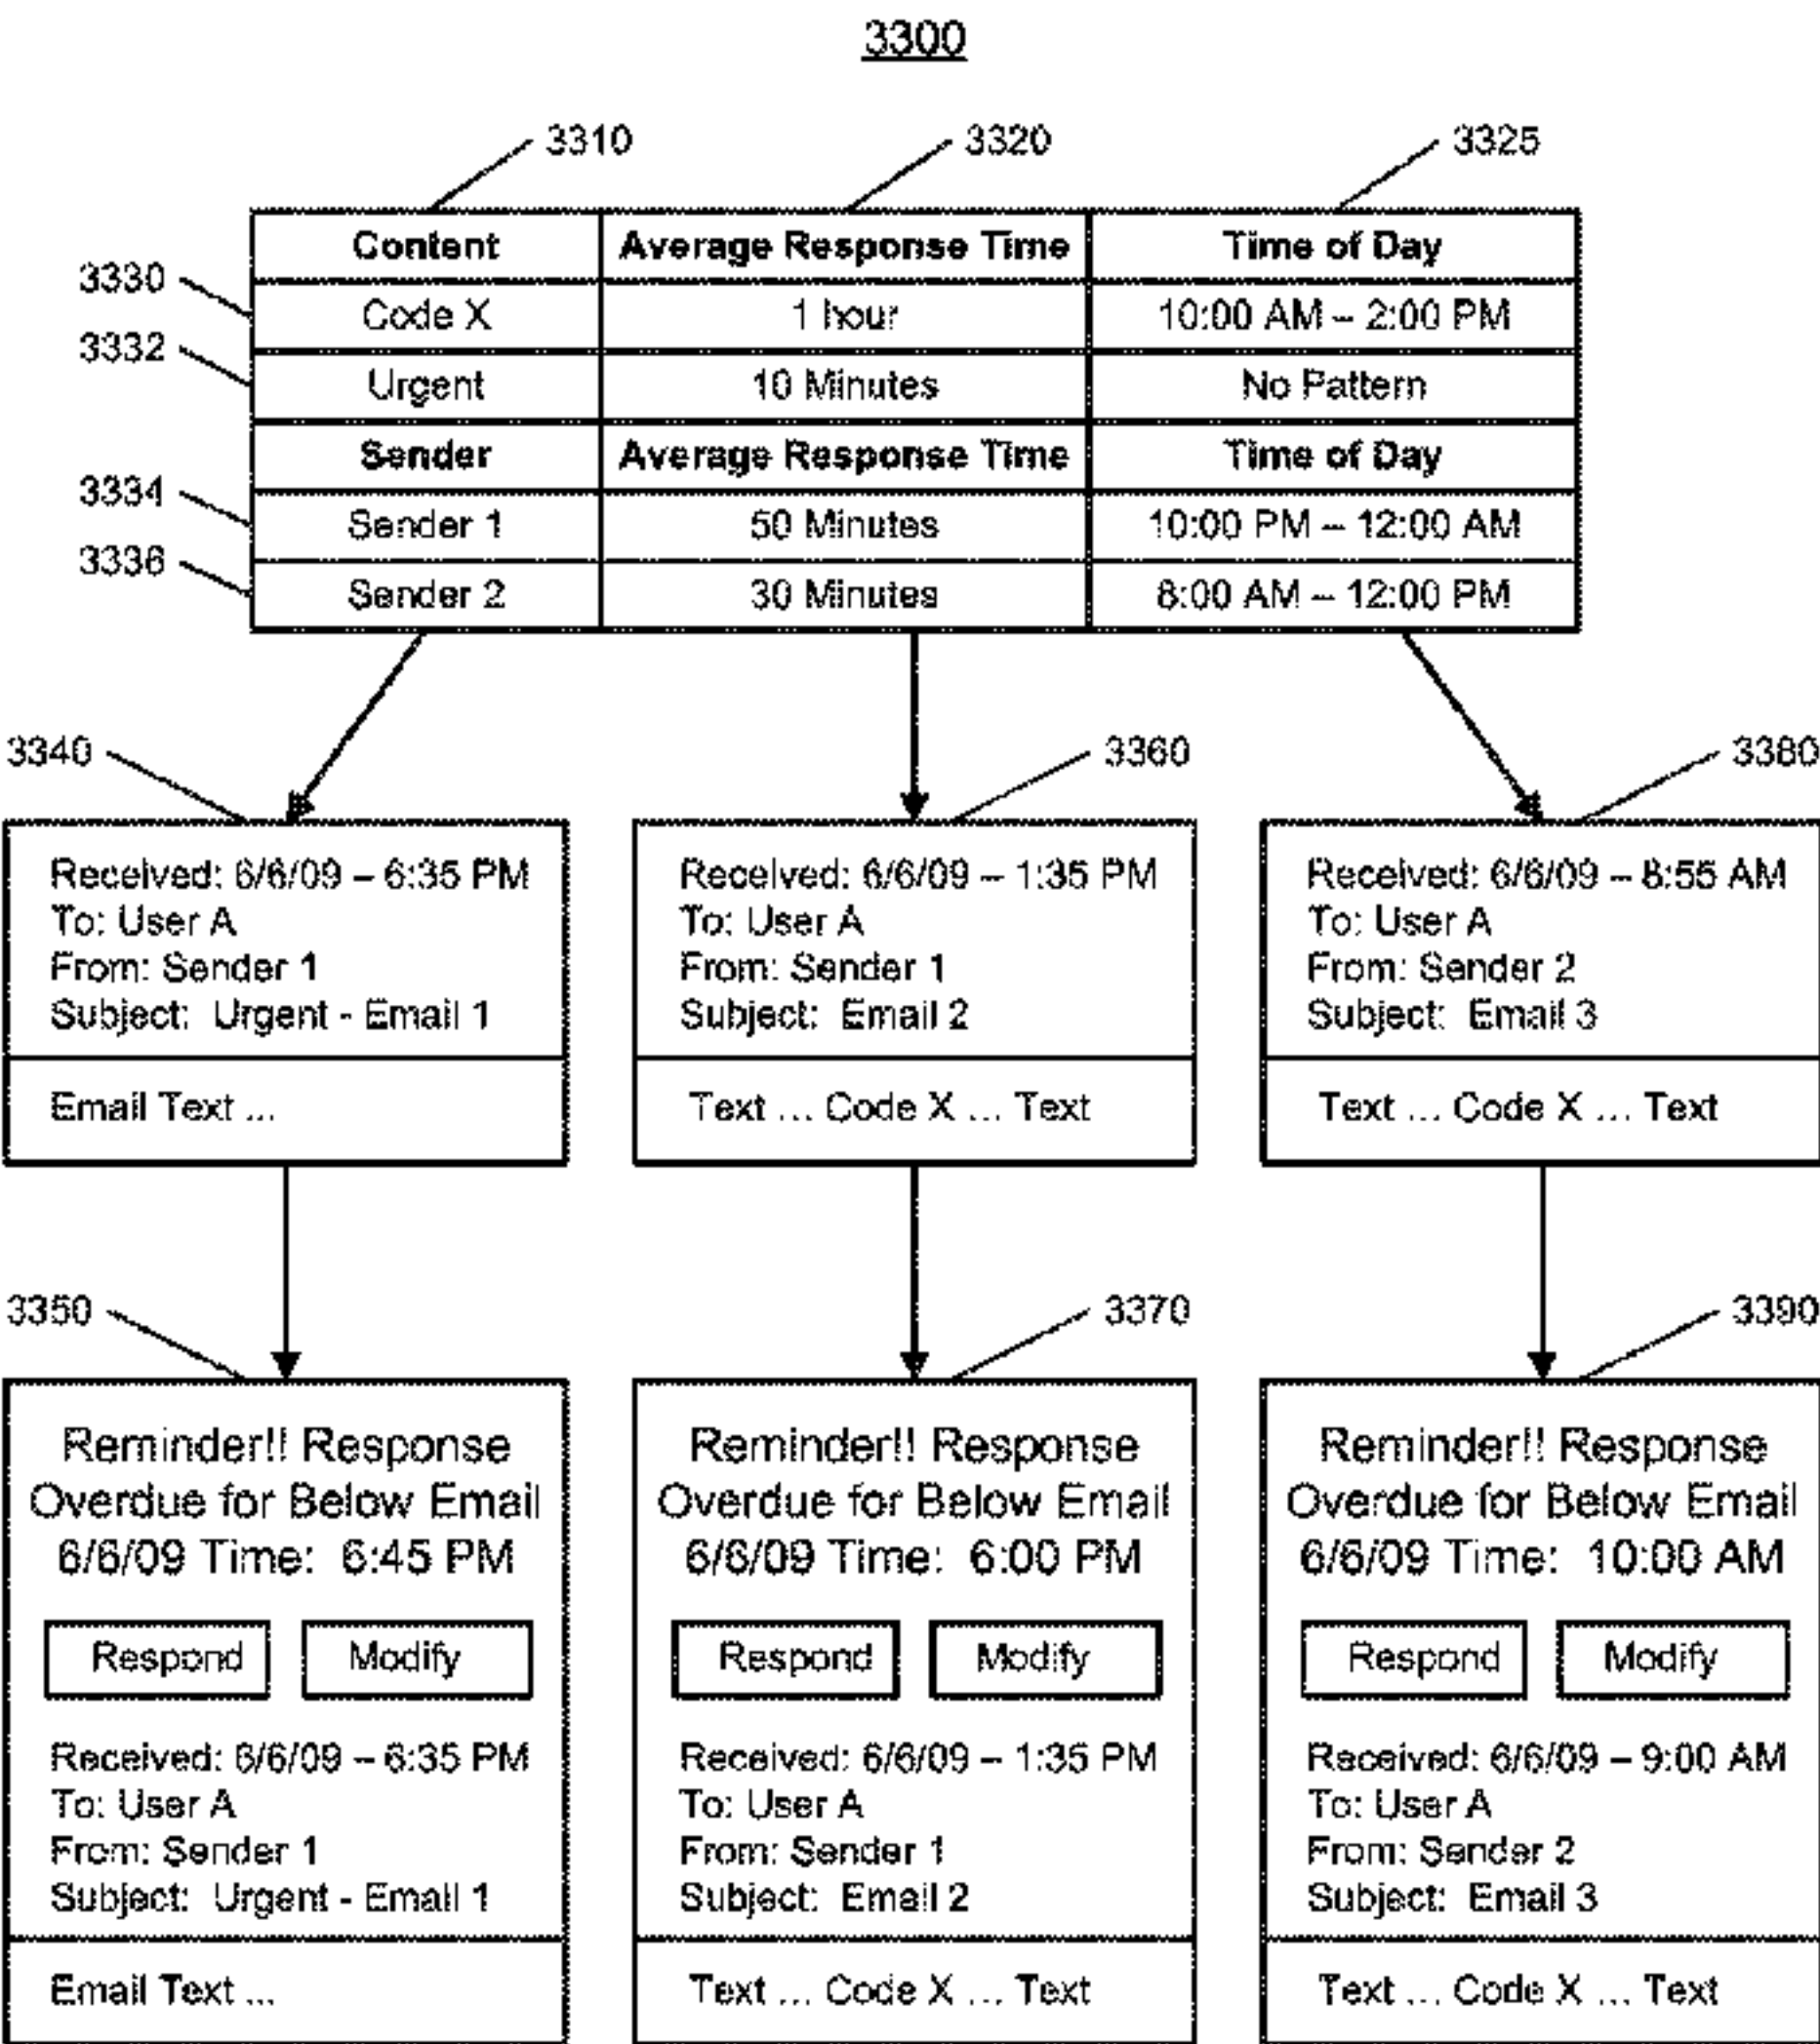 3300
3310 3320 3325
Content Average Response Time Time of Day
3330
Code X 1 hour 10:00 AM – 2:00 PM
3332
Urgent 10 Minutes No Pattern
Sender Average Response Time Time of Day
3334
Sender 1 50 Minutes 10:00 PM – 12:00 AM
3336
Sender 2 30 Minutes 8:00 AM – 12:00 PM
3340
Received: 6/6/09 – 6:35 PM
To: User A
From: Sender 1
Subject: Urgent - Email 1
Email Text ...
3360
Received: 6/6/09 – 1:35 PM
To: User A
From: Sender 1
Subject: Email 2
Text ... Code X ... Text
3380
Received: 6/6/09 – 8:55 AM
To: User A
From: Sender 2
Subject: Email 3
Text ... Code X ... Text
3350
Reminder!! Response
Overdue for Below Email
6/6/09 Time: 6:45 PM
Respond Modify
Received: 6/6/09 – 6:35 PM
To: User A
From: Sender 1
Subject: Urgent - Email 1
Email Text ...
3370
Reminder!! Response
Overdue for Below Email
6/6/09 Time: 6:00 PM
Respond Modify
Received: 6/6/09 – 1:35 PM
To: User A
From: Sender 1
Subject: Email 2
Text ... Code X ... Text
3390
Reminder!! Response
Overdue for Below Email
6/6/09 Time: 10:00 AM
Respond Modify
Received: 6/6/09 – 9:00 AM
To: User A
From: Sender 2
Subject: Email 3
Text ... Code X ... Text